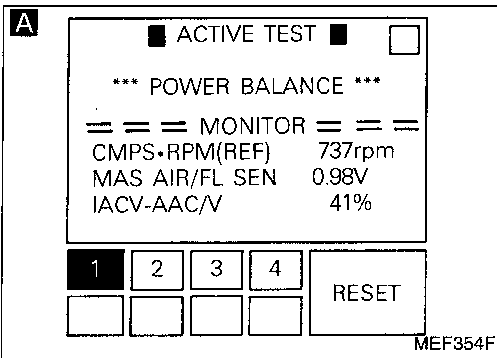 A
ACTIVE TEST
*** POWER BALANCE ***
= = = MONITOR = = =
CMPS•RPM(REF) 737rpm
MAS AIR/FL SEN 0.98V
IACV-AAC/V 41%
1 2 3 4
RESET
MEF354F